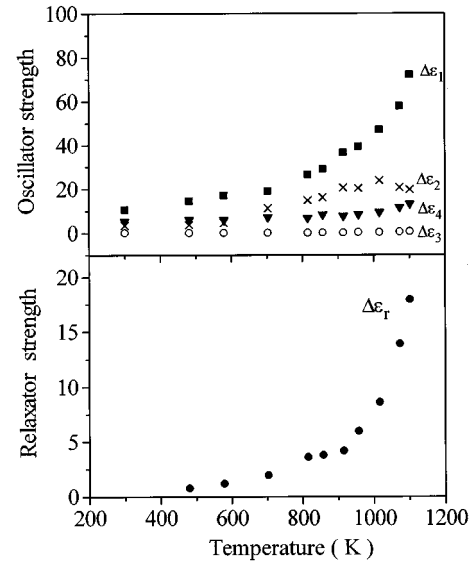 100
80
60
40
20
0
Oscillator strength
Δε₁
Δε₂
Δε₄
Δε₃
20
15
10
5
0
Relaxator strength
Δεᵣ
200 400 600 800 1000 1200
Temperature ( K )